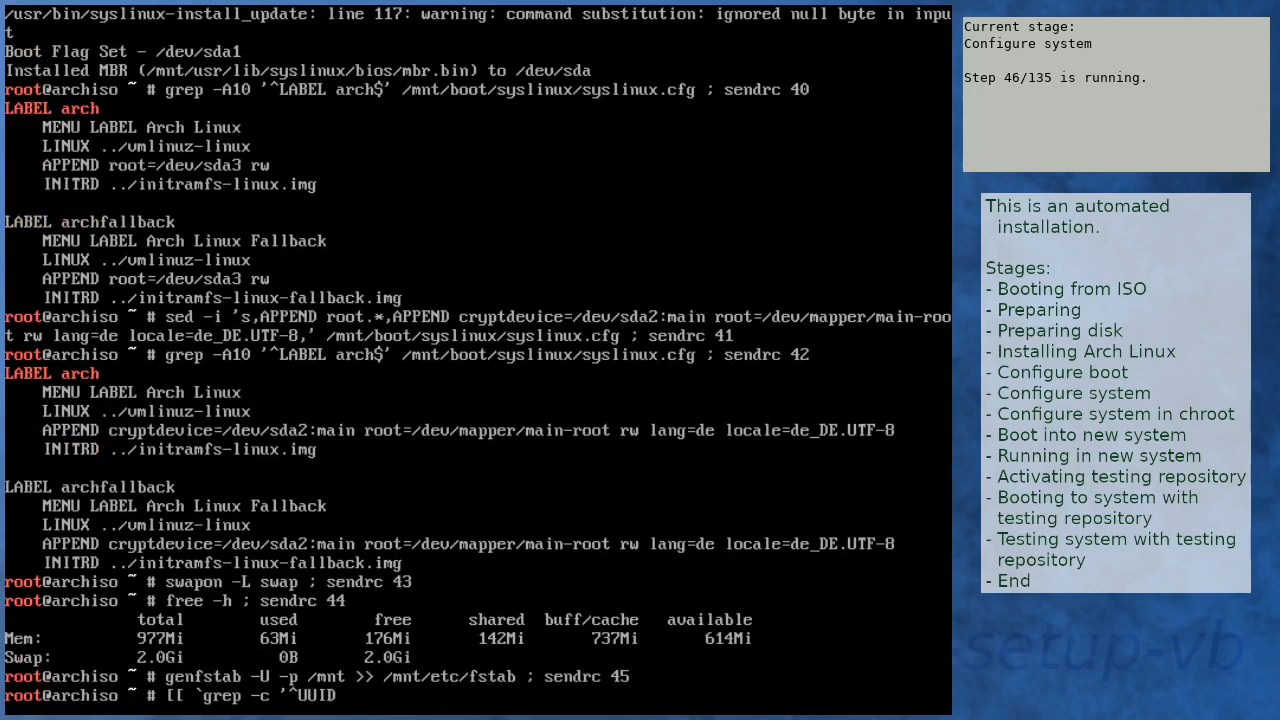 /usr/bin/syslinux-install_update: line 117: warning: command substitution: ignored null byte in inpu
t
Boot Flag Set - /dev/sda1
Installed MBR (/mnt/usr/lib/syslinux/bios/mbr.bin) to /dev/sda
root@archiso ~ # grep -A10 '^LABEL arch$' /mnt/boot/syslinux/syslinux.cfg ; sendrc 40
LABEL arch
    MENU LABEL Arch Linux
    LINUX ../vmlinuz-linux
    APPEND root=/dev/sda3 rw
    INITRD ../initramfs-linux.img

LABEL archfallback
    MENU LABEL Arch Linux Fallback
    LINUX ../vmlinuz-linux
    APPEND root=/dev/sda3 rw
    INITRD ../initramfs-linux-fallback.img
root@archiso ~ # sed -i 's,APPEND root.*,APPEND cryptdevice=/dev/sda2:main root=/dev/mapper/main-roo
t rw lang=de locale=de_DE.UTF-8,' /mnt/boot/syslinux/syslinux.cfg ; sendrc 41
root@archiso ~ # grep -A10 '^LABEL arch$' /mnt/boot/syslinux/syslinux.cfg ; sendrc 42
LABEL arch
    MENU LABEL Arch Linux
    LINUX ../vmlinuz-linux
    APPEND cryptdevice=/dev/sda2:main root=/dev/mapper/main-root rw lang=de locale=de_DE.UTF-8
    INITRD ../initramfs-linux.img

LABEL archfallback
    MENU LABEL Arch Linux Fallback
    LINUX ../vmlinuz-linux
    APPEND cryptdevice=/dev/sda2:main root=/dev/mapper/main-root rw lang=de locale=de_DE.UTF-8
    INITRD ../initramfs-linux-fallback.img
root@archiso ~ # swapon -L swap ; sendrc 43
root@archiso ~ # free -h ; sendrc 44
              total        used        free      shared  buff/cache   available
Mem:          977Mi        63Mi       176Mi       142Mi       737Mi       614Mi
Swap:         2.0Gi          0B       2.0Gi
root@archiso ~ # genfstab -U -p /mnt >> /mnt/etc/fstab ; sendrc 45
root@archiso ~ # [[ `grep -c '^UUID
Current stage:
Configure system

Step 46/135 is running.
This is an automated
installation.

Stages:
- Booting from ISO
- Preparing
- Preparing disk
- Installing Arch Linux
- Configure boot
- Configure system
- Configure system in chroot
- Boot into new system
- Running in new system
- Activating testing repository
- Booting to system with
testing repository
- Testing system with testing
repository
- End
-setup-vb